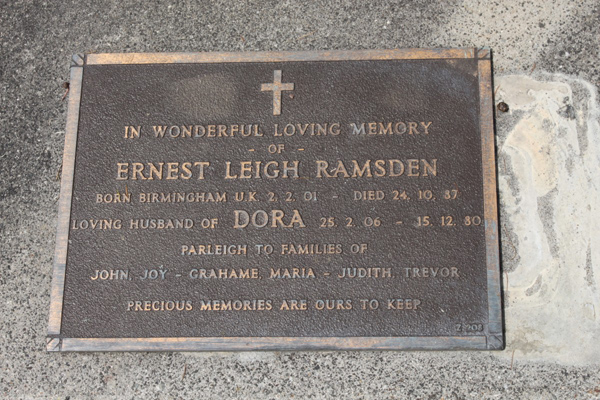 IN WONDERFUL LOVING MEMORY
- OF -
ERNEST LEIGH RAMSDEN
BORN BIRMINGHAM U.K. 2. 2. 01 - DIED 24. 10. 87
LOVING HUSBAND OF DORA 25. 2. 06 - 15. 12. 80
PARLEIGH TO FAMILIES OF
JOHN, JOY - GRAHAME, MARIA - JUDITH, TREVOR
PRECIOUS MEMORIES ARE OURS TO KEEP